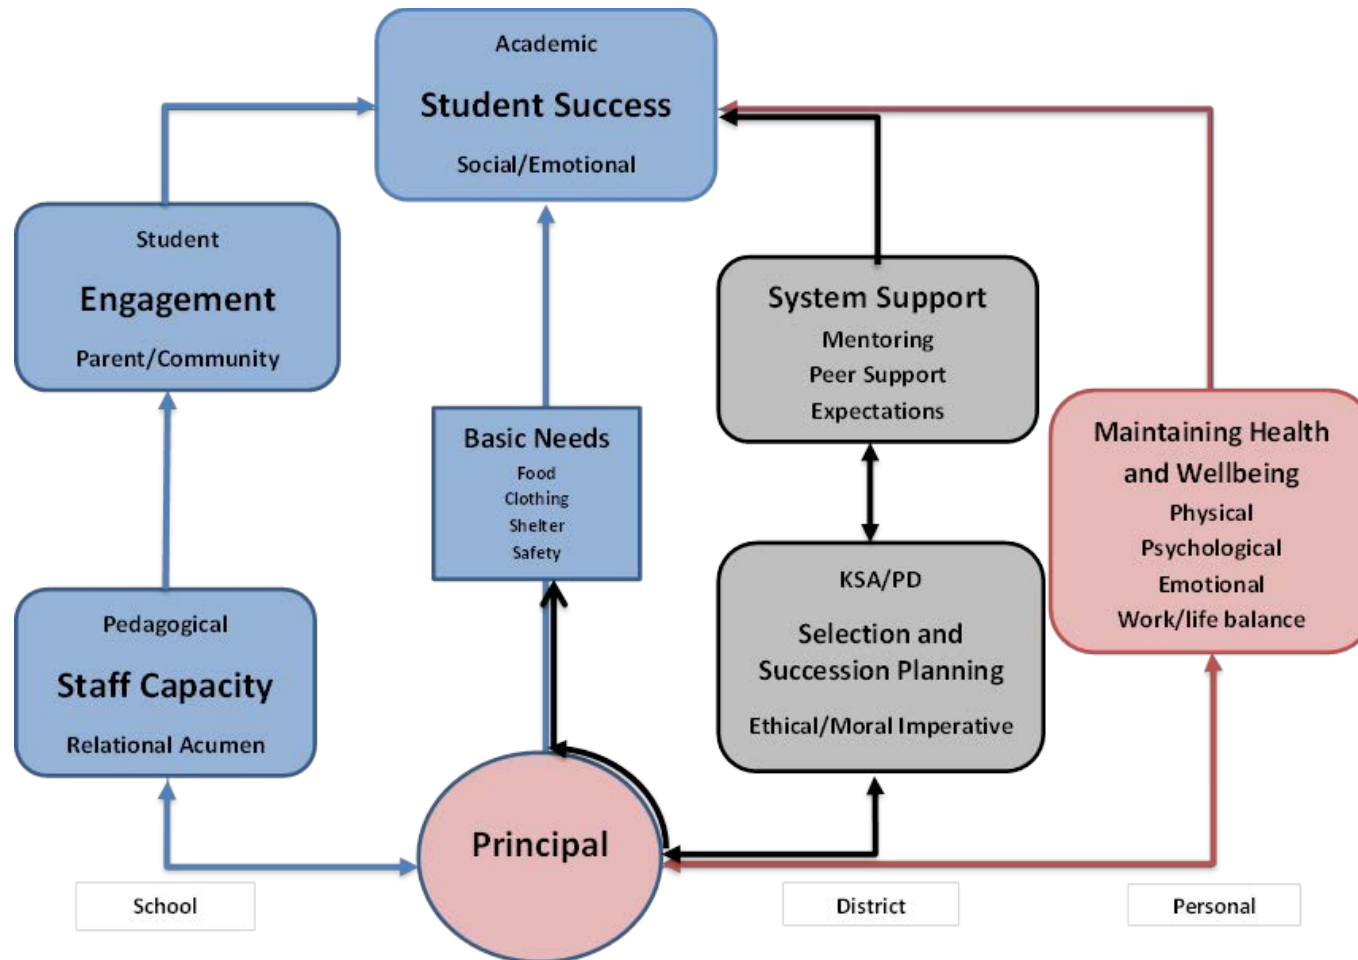 Academic
Student Success
Social/Emotional
Student
Engagement
Parent/Community
System Support
Mentoring
Peer Support
Expectations
Basic Needs
Food
Clothing
Shelter
Safety
Maintaining Health
and Wellbeing
Physical
Psychological
Emotional
Work/life balance
Pedagogical
Staff Capacity
Relational Acumen
KSA/PD
Selection and
Succession Planning
Ethical/Moral Imperative
Principal
School
District
Personal